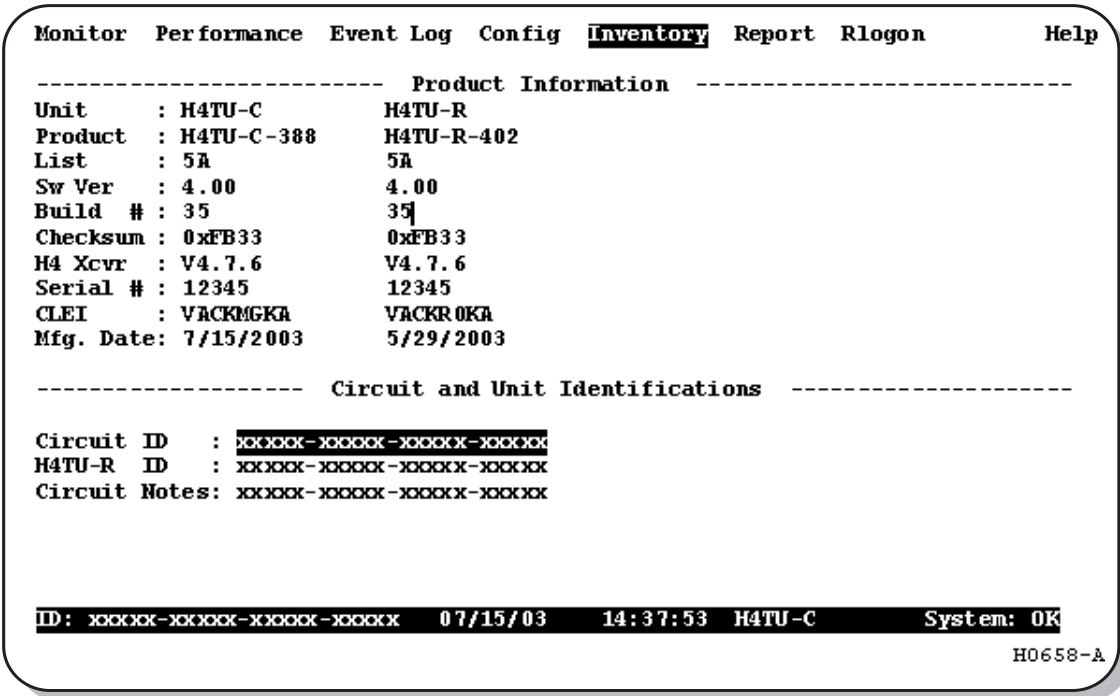 Monitor Performance Event Log Config Inventory Report Rlogon Help
-------------------------- Product Information ----------------------------
Unit : H4TU-C H4TU-R
Product : H4TU-C-388 H4TU-R-402
List : 5A 5A
Sw Ver : 4.00 4.00
Build # : 35 35
Checksum : 0xFB33 0xFB33
H4 Xcvr : V4.7.6 V4.7.6
Serial # : 12345 12345
CLEI : VACKMGKA VACKR0KA
Mfg. Date: 7/15/2003 5/29/2003
-------------------- Circuit and Unit Identifications ---------------------
Circuit ID : xxxxx-xxxxx-xxxxx-xxxxx
H4TU-R ID : xxxxx-xxxxx-xxxxx-xxxxx
Circuit Notes: xxxxx-xxxxx-xxxxx-xxxxx
ID: xxxxx-xxxxx-xxxxx-xxxxx 07/15/03 14:37:53 H4TU-C System: OK
H0658-A